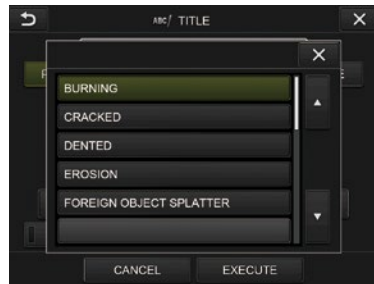 ABC/ TITLE
BURNING
CRACKED
DENTED
EROSION
FOREIGN OBJECT SPLATTER
CANCEL
EXECUTE